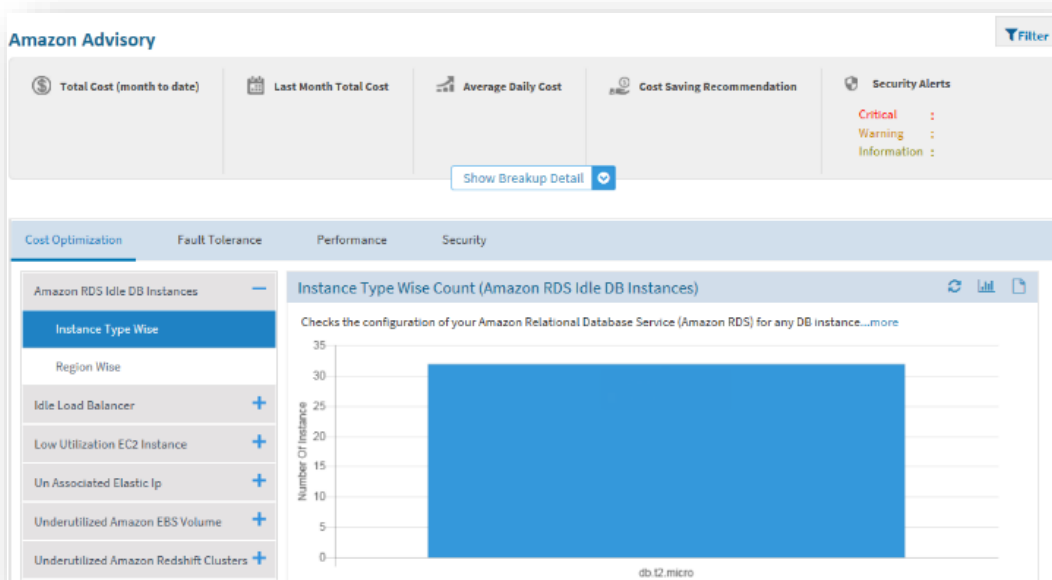 Amazon Advisory
Filter
Total Cost (month to date)
Last Month Total Cost
Average Daily Cost
Cost Saving Recommendation
Security Alerts
Critical :
Warning :
Information :
Show Breakup Detail
Cost Optimization
Fault Tolerance
Performance
Security
Amazon RDS Idle DB Instances
Instance Type Wise
Region Wise
Idle Load Balancer
Low Utilization EC2 Instance
Un Associated Elastic Ip
Underutilized Amazon EBS Volume
Underutilized Amazon Redshift Clusters
Instance Type Wise Count (Amazon RDS Idle DB Instances)
Checks the configuration of your Amazon Relational Database Service (Amazon RDS) for any DB instance...more
Number Of Instance
35
30
25
20
15
10
5
0
db.t2.micro